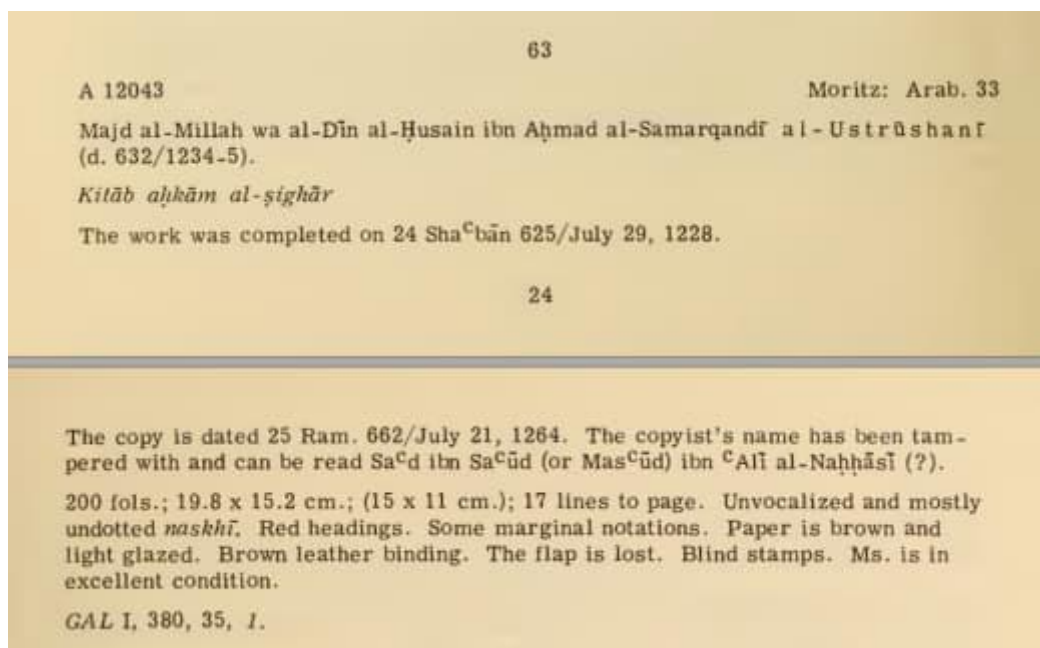 63
A 12043 Moritz: Arab. 33
Majd al-Millah wa al-Dīn al-Ḥusain ibn Aḥmad al-Samarqandī al-Ustrūshanī
(d. 632/1234-5).
Kitāb aḥkām al-ṣighār
The work was completed on 24 Shaᶜbān 625/July 29, 1228.
24
The copy is dated 25 Ram. 662/July 21, 1264. The copyist's name has been tam-
pered with and can be read Saᶜd ibn Saᶜūd (or Masᶜūd) ibn ᶜAlī al-Naḥḥāsī (?).
200 fols.; 19.8 x 15.2 cm.; (15 x 11 cm.); 17 lines to page. Unvocalized and mostly
undotted naskhī. Red headings. Some marginal notations. Paper is brown and
light glazed. Brown leather binding. The flap is lost. Blind stamps. Ms. is in
excellent condition.
GAL I, 380, 35, 1.